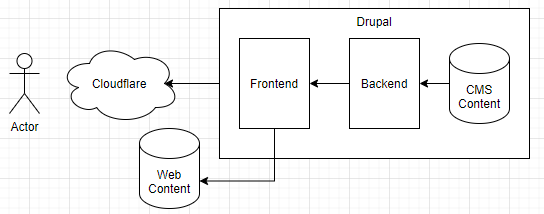 Drupal
Actor
Cloudflare
Frontend
Backend
CMS
Content
Web
Content